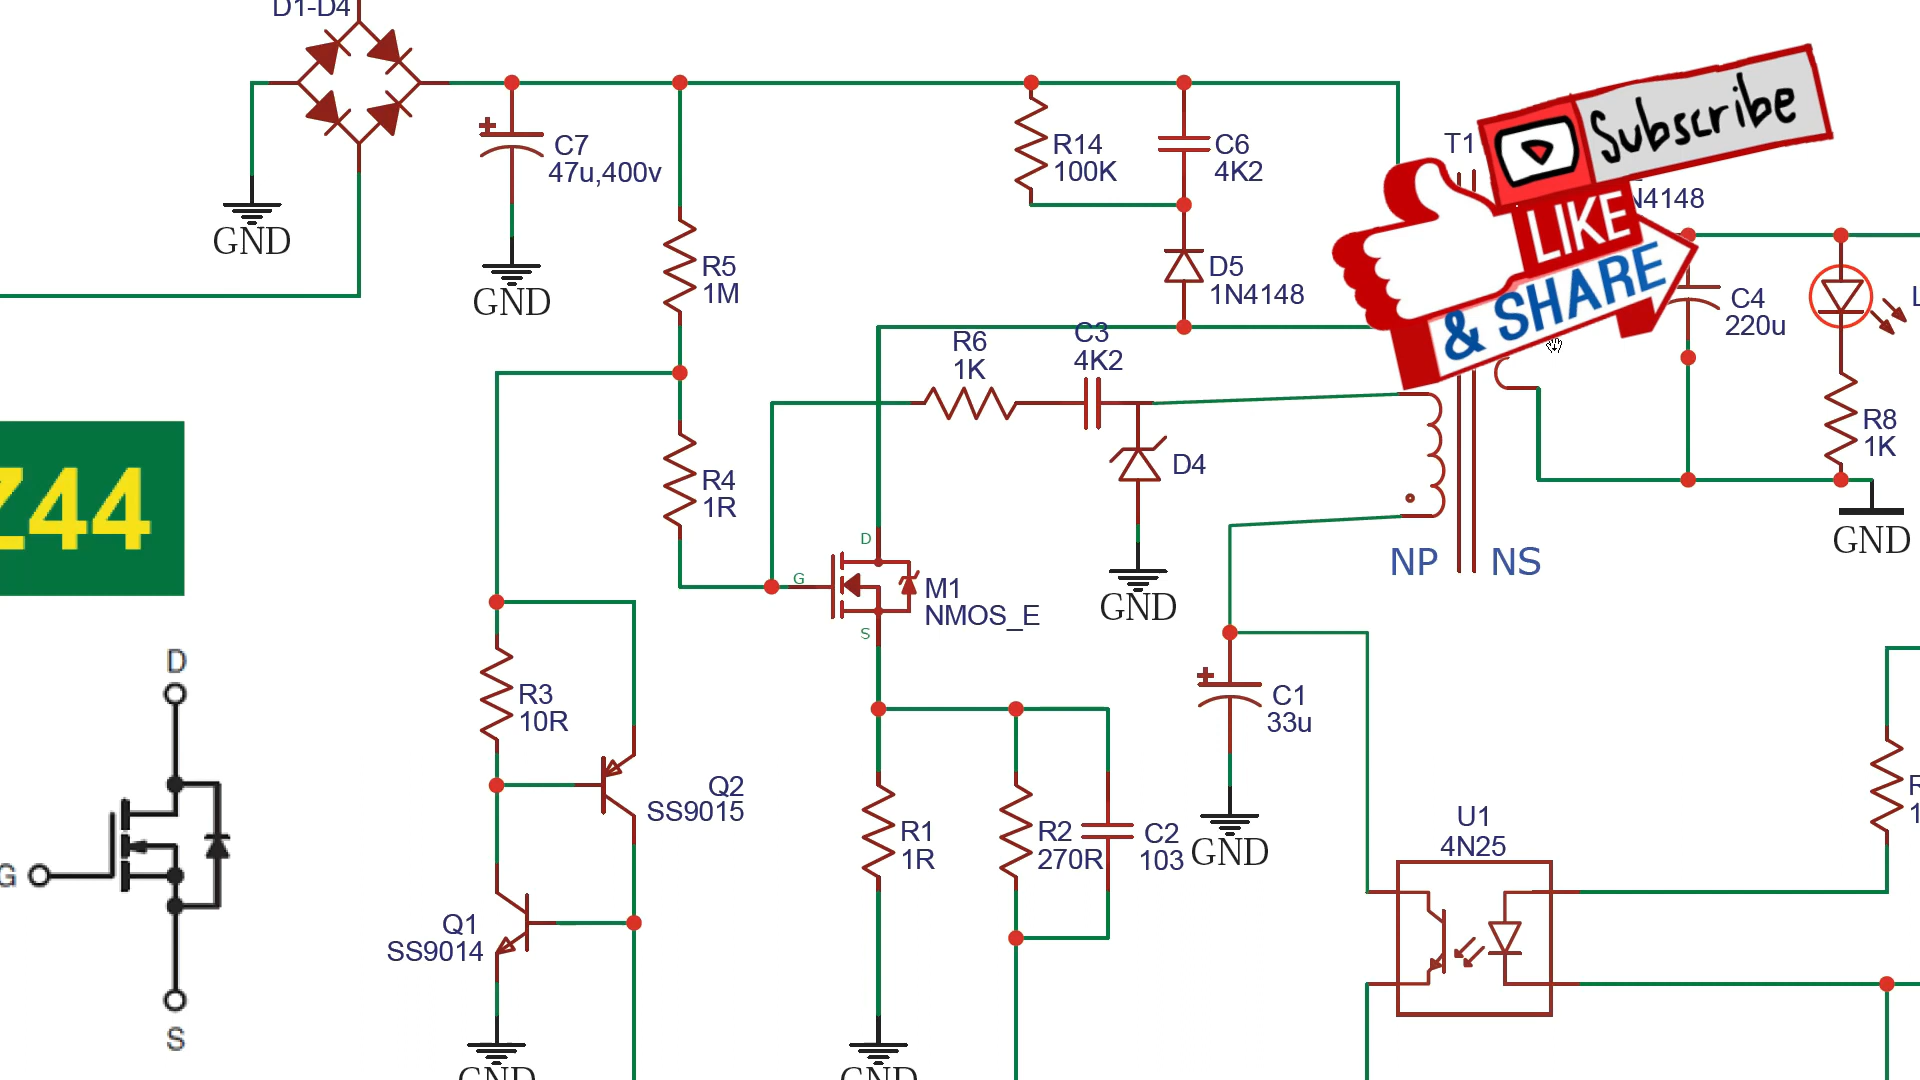 D1-D4
C7
47u,400v
GND
GND
R5
1M
R14
100K
C6
4K2
D5
1N4148
T1
Subscribe
LIKE
& SHARE
N4148
C4
220u
R8
1K
GND
R6
1K
C3
4K2
D4
GND
R4
1R
Z44
D
G
S
M1
NMOS_E
NP
NS
D
G
S
R3
10R
Q2
SS9015
Q1
SS9014
GND
R1
1R
GND
R2
270R
C2
103
C1
33u
GND
U1
4N25